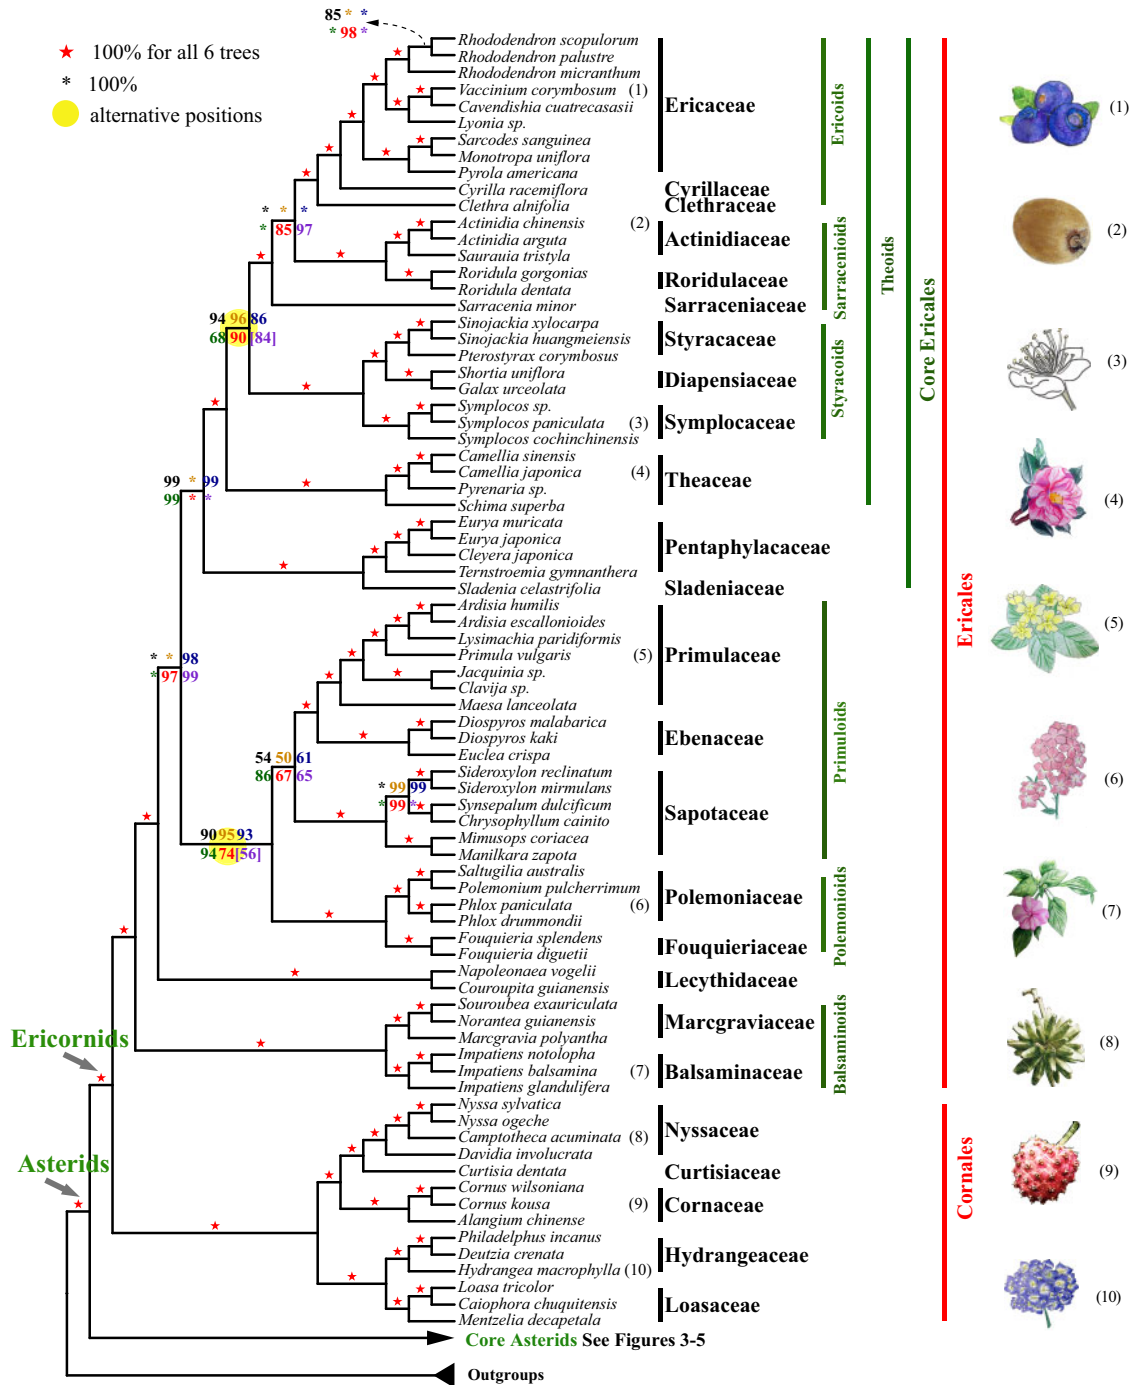 85 * *
* 98 *
★ 100% for all 6 trees
* 100%
alternative positions
Rhododendron scopulorum
Rhododendron palustre
Rhododendron micranthum
Vaccinium corymbosum (1)
Cavendishia cuatrecasasii
Lyonia sp.
Sarcodes sanguinea
Monotropa uniflora
Pyrola americana
Cyrilla racemiflora
Clethra alnifolia
Actinidia chinensis (2)
Actinidia arguta
Saurauia tristyla
Roridula gorgonias
Roridula dentata
Sarracenia minor
Sinojackia xylocarpa
Sinojackia huangmeiensis
Pterostyrax corymbosus
Shortia uniflora
Galax urceolata
Symplocos sp.
Symplocos paniculata (3)
Symplocos cochinchinensis
Camellia sinensis
Camellia japonica (4)
Pyrenaria sp.
Schima superba
Eurya muricata
Eurya japonica
Cleyera japonica
Ternstroemia gymnanthera
Sladenia celastrifolia
Ardisia humilis
Ardisia escallonioides
Lysimachia paridiformis
Primula vulgaris (5)
Jacquinia sp.
Clavija sp.
Maesa lanceolata
Diospyros malabarica
Diospyros kaki
Euclea crispa
Sideroxylon reclinatum
Sideroxylon mirmulans
Synsepalum dulcificum
Chrysophyllum cainito
Mimusops coriacea
Manilkara zapota
Saltugilia australis
Polemonium pulcherrimum
Phlox paniculata (6)
Phlox drummondii
Fouquieria splendens
Fouquieria diguetii
Napoleonaea vogelii
Couroupita guianensis
Souroubea exauriculata
Norantea guianensis
Marcgravia polyantha
Impatiens notolopha
Impatiens balsamina (7)
Impatiens glandulifera
Nyssa sylvatica
Nyssa ogeche
Camptotheca acuminata (8)
Davidia involucrata
Curtisia dentata
Cornus wilsoniana
Cornus kousa (9)
Alangium chinense
Philadelphus incanus
Deutzia crenata
Hydrangea macrophylla (10)
Loasa tricolor
Caiophora chuquitensis
Mentzelia decapetala
Core Asterids See Figures 3-5
Outgroups
* * *
* 85 97
94 96 86
68 90 [84]
99 * 99
99 * *
* * 98
* 97 99
54 50 61
86 67 65
* 99 99
* 99 *
90 95 93
94 74 [56]
Ericornids
Asterids
Ericaceae
Cyrillaceae
Clethraceae
Actinidiaceae
Roridulaceae
Sarraceniaceae
Styracaceae
Diapensiaceae
Symplocaceae
Theaceae
Pentaphylacaceae
Sladeniaceae
Primulaceae
Ebenaceae
Sapotaceae
Polemoniaceae
Fouquieriaceae
Lecythidaceae
Marcgraviaceae
Balsaminaceae
Nyssaceae
Curtisiaceae
Cornaceae
Hydrangeaceae
Loasaceae
Ericoids
Sarracenioids
Styracoids
Primuloids
Polemonioids
Balsaminoids
Theoids
Core Ericales
Ericales
Cornales
(1)
(2)
(3)
(4)
(5)
(6)
(7)
(8)
(9)
(10)